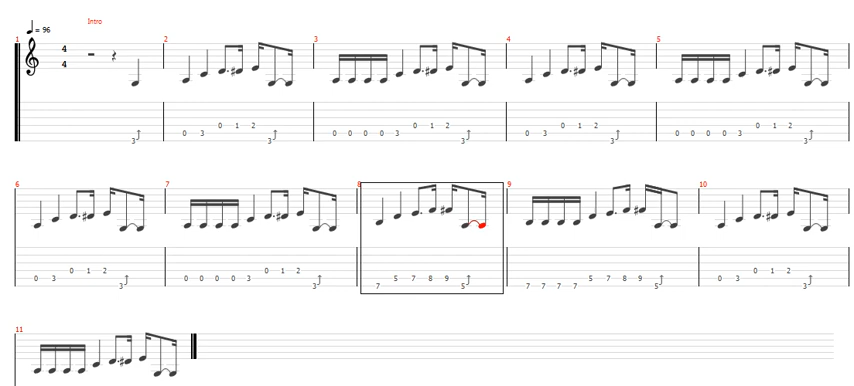 = 96
Intro
1 2 3 4 5
4
4
0 1 2 0 1 2 0 1 2 0 1 2
0 3 0 0 0 0 3 0 3 0 0 0 0 3
3 3 3 3 3
6 7 8 9 10
0 1 2 0 1 2 0 1 2
0 3 0 0 0 0 3 5 7 8 9 5 7 8 9 0 3
3 3 7 5 7 7 7 7 5 3
11